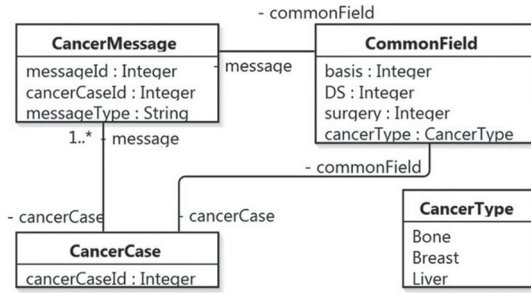 - commonField
CancerMessage
messageId : Integer
cancerCaseId : Integer
messageType : String
- message
CommonField
basis : Integer
DS : Integer
surgery : Integer
cancerType : CancerType
1..*
- message
- commonField
- cancerCase
- cancerCase
CancerCase
cancerCaseId : Integer
CancerType
Bone
Breast
Liver